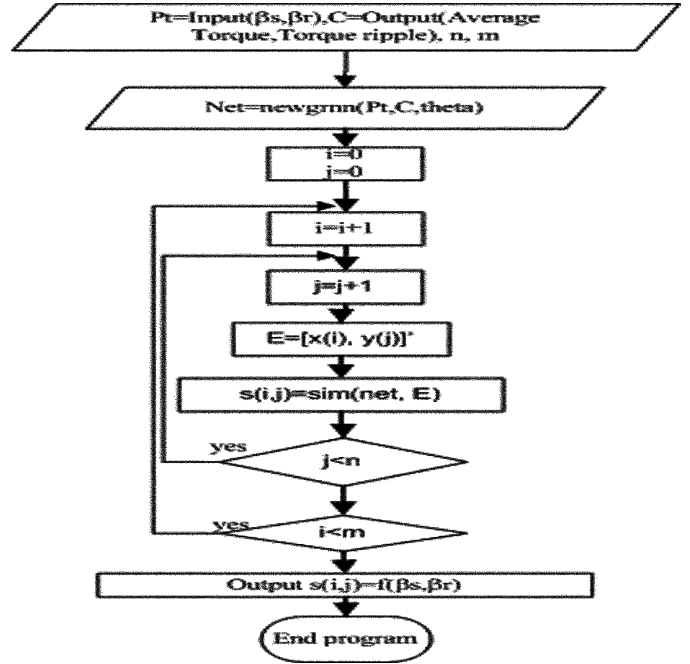 Pt=Input(βs,βr),C=Output(Average
Torque,Torque ripple), n, m
Net=newgrnn(Pt,C,theta)
i=0
j=0
i=i+1
j=j+1
E=[x(i), y(j)]'
s(i,j)=sim(net, E)
yes
j<n
yes
i<m
Output s(i,j)=f(βs,βr)
End program